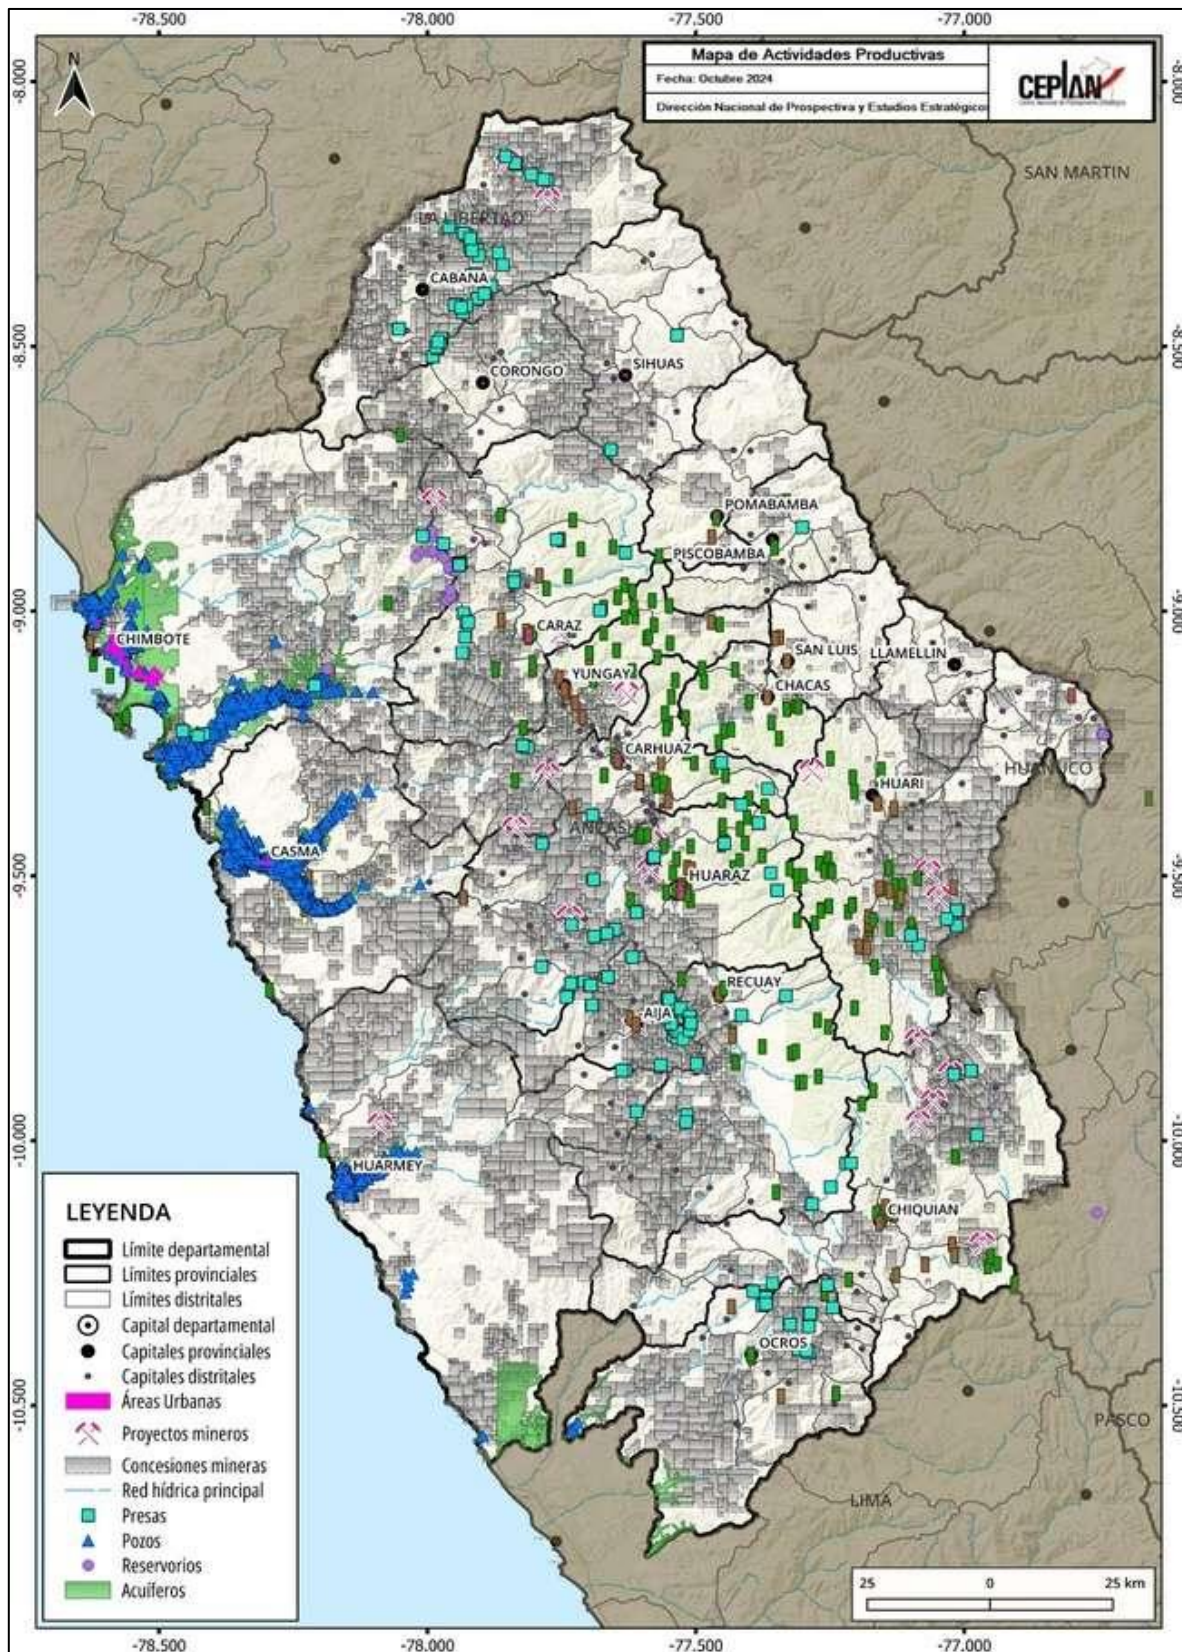 -78.500
-78.000
-77.500
-77.000
N
Mapa de Actividades Productivas
Fecha: Octubre 2024
Dirección Nacional de Prospectiva y Estudios Estratégicos
CEPLAN
-8.000
-8.000
SAN MARTIN
LA LIBERTAD
CABANA
-8.500
-8.500
CORONGO
SIHUAS
POMABAMBA
PISCOBAMBA
-9.000
-9.000
CHIMBOTE
CARAZ
SAN LUIS
LLAMELLIN
YUNGAY
CHACAS
CARHUAZ
HUANUCO
HUARI
ANCASH
CASMA
-9.500
-9.500
HUARAZ
RECUAY
AIJA
-10.000
-10.000
HUARMEY
CHIQUIAN
OCROS
-10.500
-10.500
PASCO
LIMA
LEYENDA
Límite departamental
Límites provinciales
Límites distritales
Capital departamental
Capitales provinciales
Capitales distritales
Áreas Urbanas
Proyectos mineros
Concesiones mineras
Red hídrica principal
Presas
Pozos
Reservorios
Acuíferos
25 0 25 km
-78.500
-78.000
-77.500
-77.000